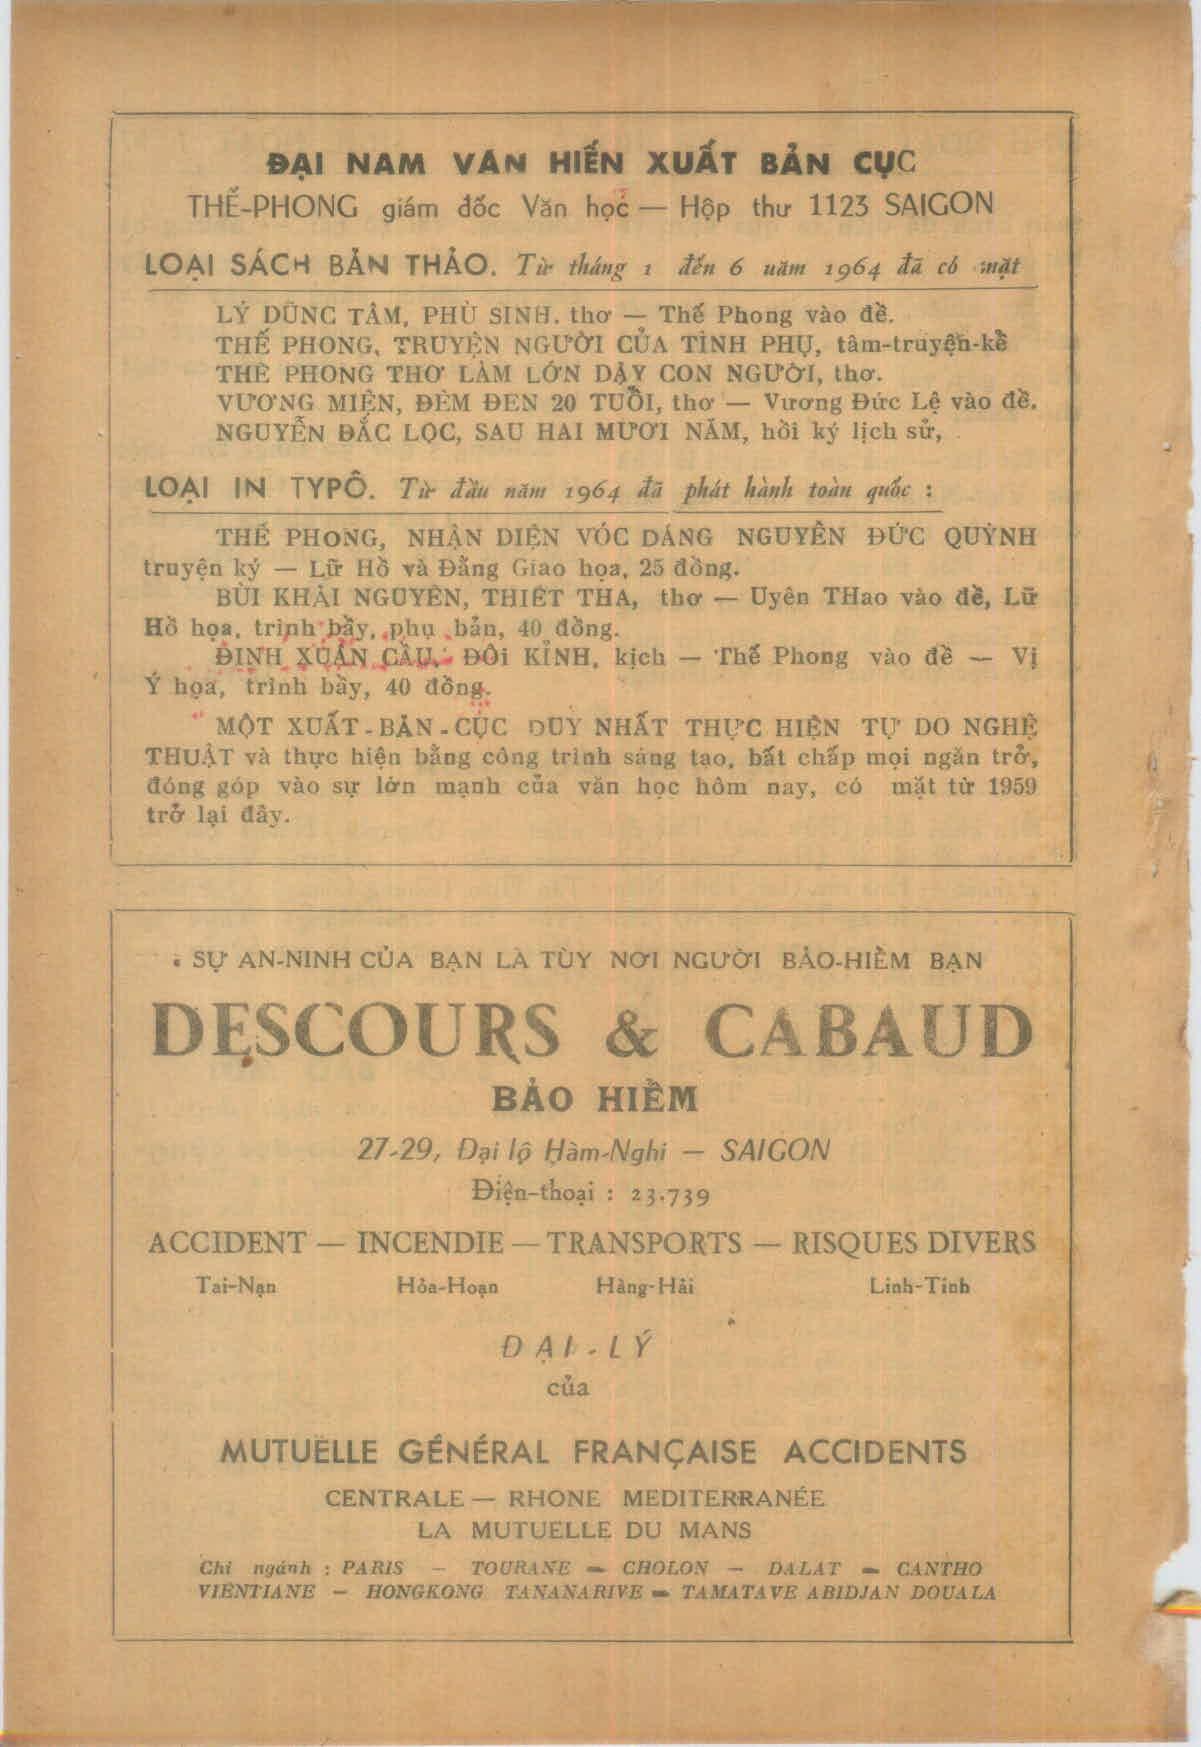 ĐẠI NAM VĂN HIẾN XUẤT BẢN CỤC
THẾ-PHONG giám đốc Văn học — Hộp thư 1123 SAIGON
LOẠI SÁCH BẢN THẢO. Từ tháng 1 đến 6 năm 1964 đã có mặt
LÝ DŨNG TÂM, PHÙ SINH. thơ — Thế Phong vào đề.
THẾ PHONG, TRUYỆN NGƯỜI CỦA TÌNH PHỤ, tâm-truyện-kể
THẾ PHONG THƠ LÀM LỚN DẬY CON NGƯỜI, thơ.
VƯƠNG MIỆN, ĐÊM ĐEN 20 TUỔI, thơ — Vương Đức Lệ vào đề.
NGUYỄN ĐẮC LỘC, SAU HAI MƯƠI NĂM, hồi ký lịch sử,
LOẠI IN TYPÔ. Từ đầu năm 1964 đã phát hành toàn quốc :
THẾ PHONG, NHẬN DIỆN VÓC DÁNG NGUYỄN ĐỨC QUỲNH
truyện ký — Lữ Hồ và Đằng Giao họa, 25 đồng.
BÙI KHẢI NGUYÊN, THIẾT THA, thơ — Uyên THao vào đề, Lữ
Hồ họa, trình bầy, phụ bản, 40 đồng.
ĐINH XUÂN CẦU, ĐÔi KÍNH, kịch — Thế Phong vào đề — Vị
Ý họa, trình bầy, 40 đồng.
MỘT XUẤT-BẢN-CỤC DUY NHẤT THỰC HIỆN TỰ DO NGHỆ
THUẬT và thực hiện bằng công trình sáng tạo, bất chấp mọi ngăn trở,
đóng góp vào sự lớn mạnh của văn học hôm nay, có mặt từ 1959
trở lại đây.
SỰ AN-NINH CỦA BẠN LÀ TÙY NƠI NGƯỜI BẢO-HIỂM BẠN
DESCOURS & CABAUD
BẢO HIỂM
27-29, Đại lộ Hàm-Nghi — SAIGON
Điện-thoại : 23.739
ACCIDENT — INCENDIE — TRANSPORTS — RISQUES DIVERS
Tai-Nạn Hỏa-Hoạn Hàng-Hải Linh-Tinh
ĐẠI-LÝ
của
MUTUELLE GÉNÉRAL FRANÇAISE ACCIDENTS
CENTRALE — RHONE MEDITERRANÉE
LA MUTUELLE DU MANS
Chi ngánh : PARIS — TOURANE — CHOLON — DALAT — CANTHO
VIENTIANE — HONGKONG TANANARIVE — TAMATAVE ABIDJAN DOUALA